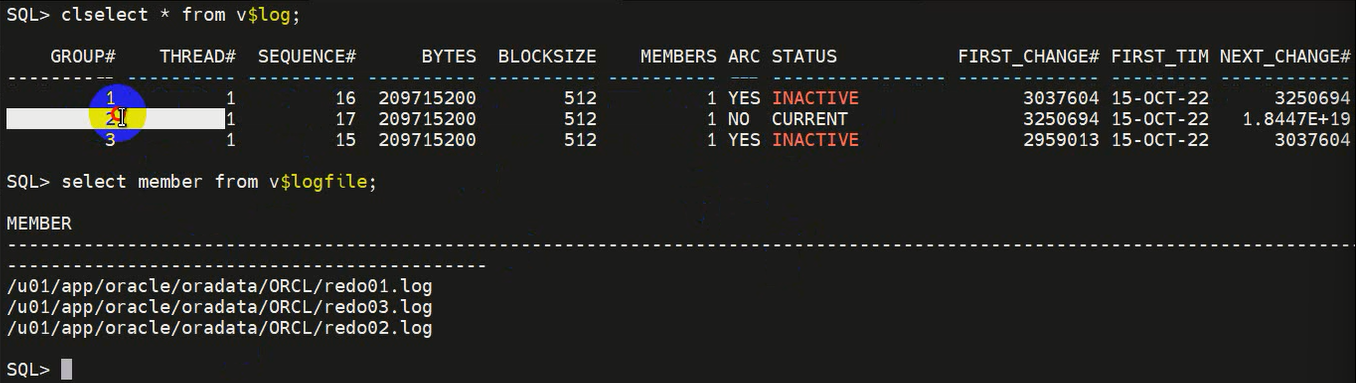 SQL> clselect * from v$log;
GROUP# THREAD# SEQUENCE# BYTES BLOCKSIZE MEMBERS ARC STATUS FIRST_CHANGE# FIRST_TIM NEXT_CHANGE#
---------- ---------- ---------- ---------- ---------- ---------- --- ---------------- ------------- --------- ------------
1 1 16 209715200 512 1 YES INACTIVE 3037604 15-OCT-22 3250694
2 1 17 209715200 512 1 NO CURRENT 3250694 15-OCT-22 1.8447E+19
3 1 15 209715200 512 1 YES INACTIVE 2959013 15-OCT-22 3037604
SQL> select member from v$logfile;
MEMBER
----------------------------------------------------------------------------------------------------------------------------
--------------------------------------------
/u01/app/oracle/oradata/ORCL/redo01.log
/u01/app/oracle/oradata/ORCL/redo03.log
/u01/app/oracle/oradata/ORCL/redo02.log
SQL>